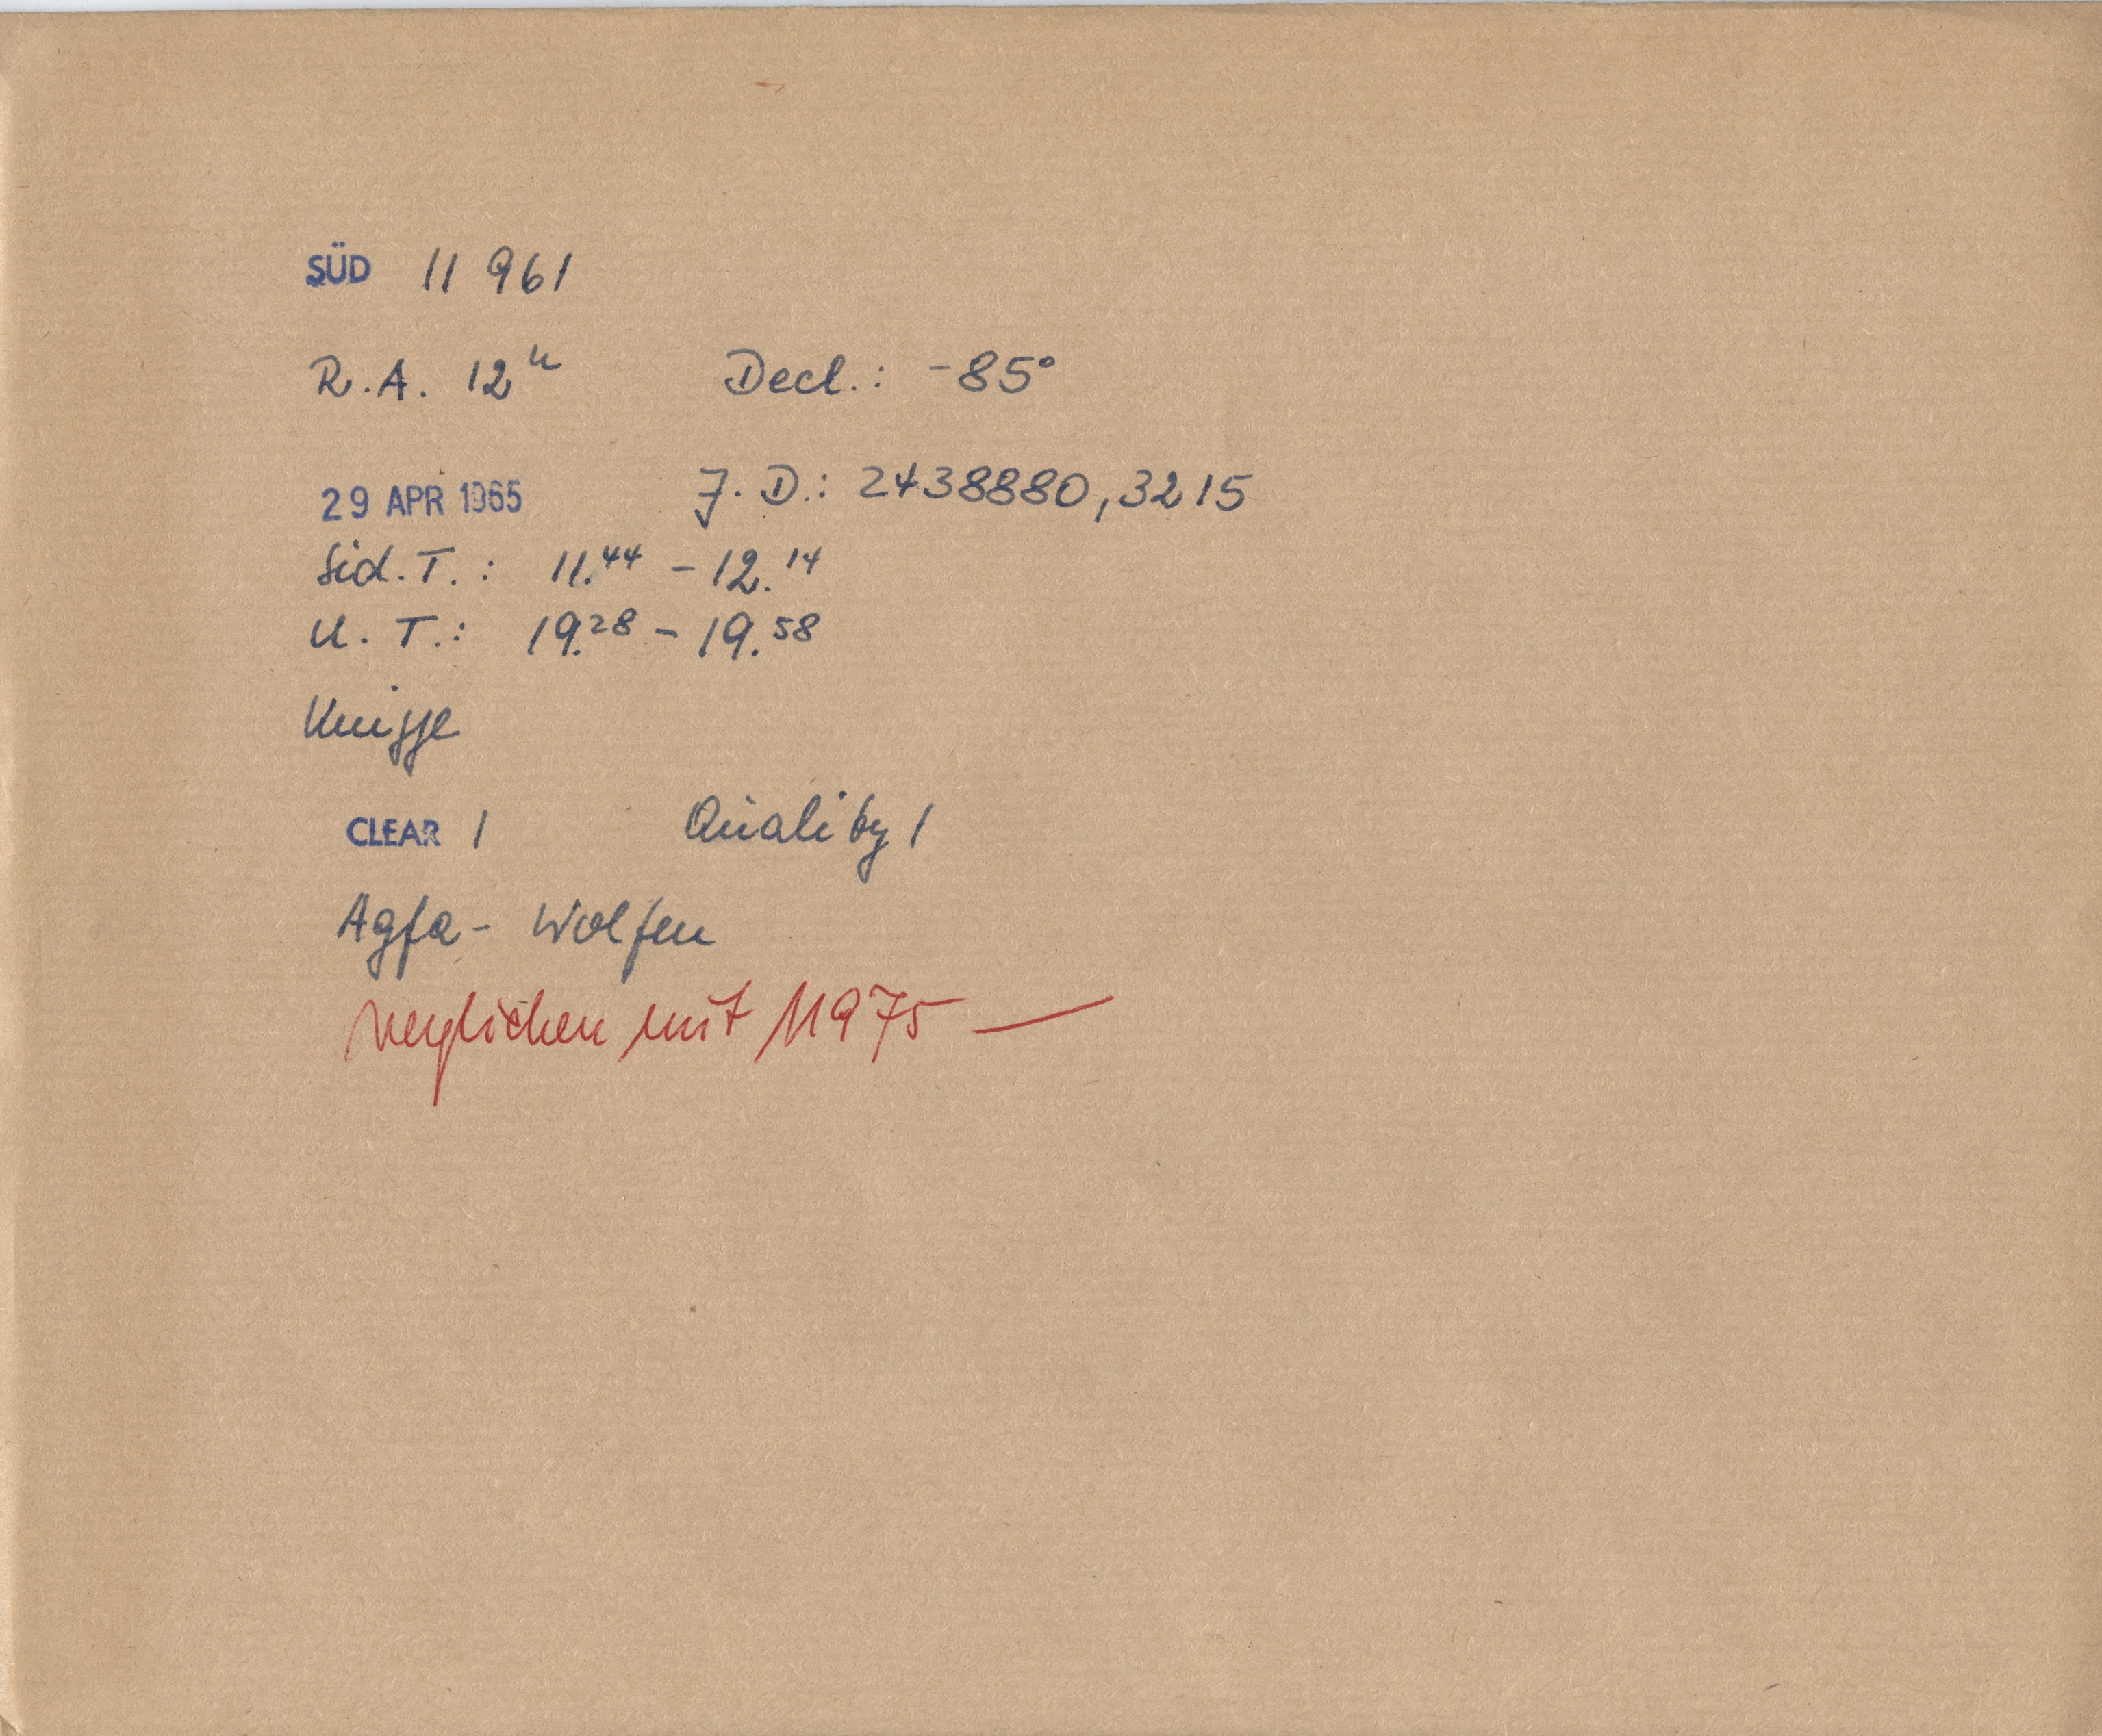 SÜD 11 961
R.A. 12ʰ Decl.: -85°
29 APR 1965 J.D.: 2438880,3215
Sid.T.: 11.⁴⁴ - 12.¹⁴
U.T.: 19.²⁸ - 19.⁵⁸
Knigge
CLEAR 1 Quality 1
Agfa- Wolfen
verglichen mit 11975 —